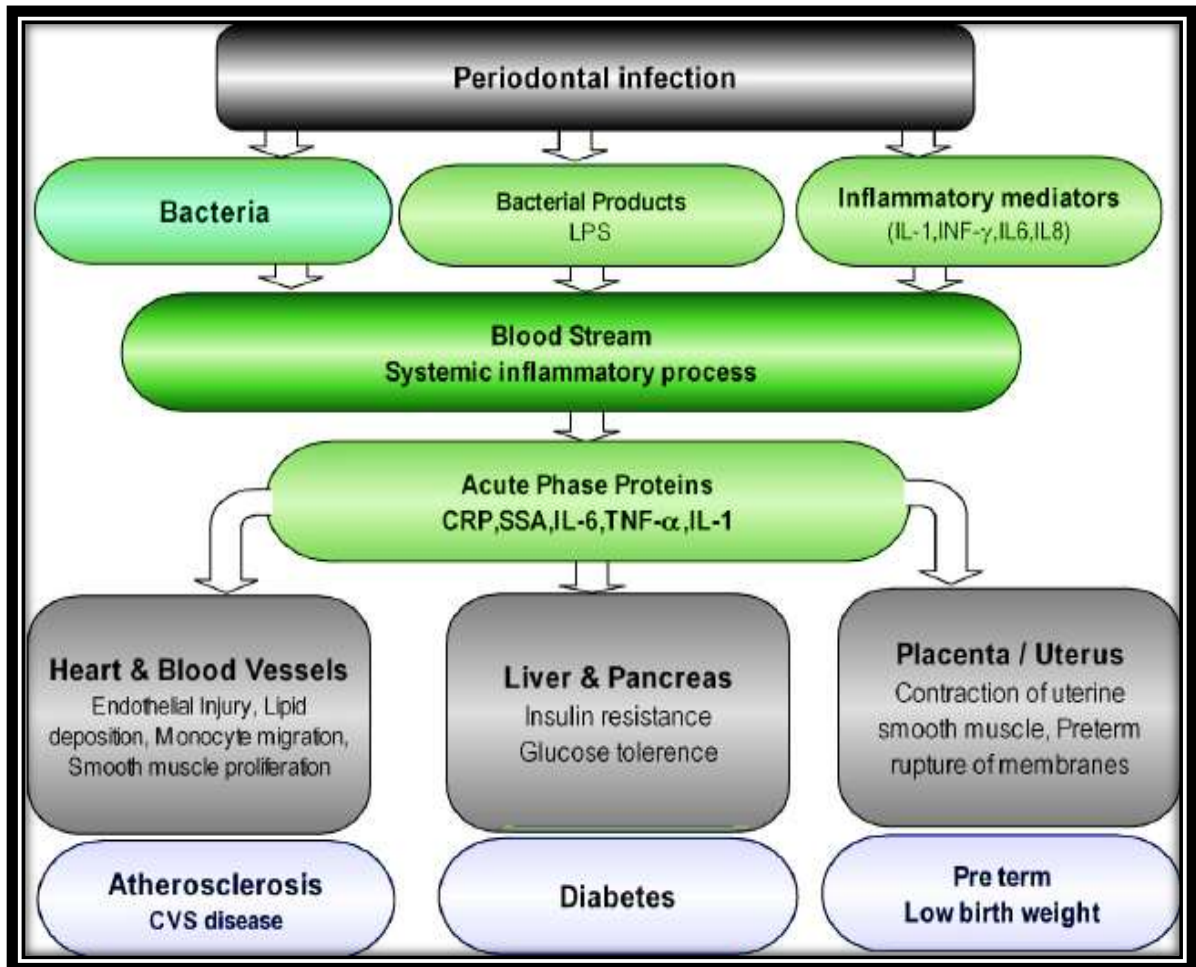 Periodontal infection
Bacteria
Bacterial Products
LPS
Inflammatory mediators
(IL-1,INF-γ,IL6,IL8)
Blood Stream
Systemic inflammatory process
Acute Phase Proteins
CRP,SSA,IL-6,TNF-α,IL-1
Heart & Blood Vessels
Endothelial Injury, Lipid
deposition, Monocyte migration,
Smooth muscle proliferation
Liver & Pancreas
Insulin resistance
Glucose tolerence
Placenta / Uterus
Contraction of uterine
smooth muscle, Preterm
rupture of membranes
Atherosclerosis
CVS disease
Diabetes
Pre term
Low birth weight